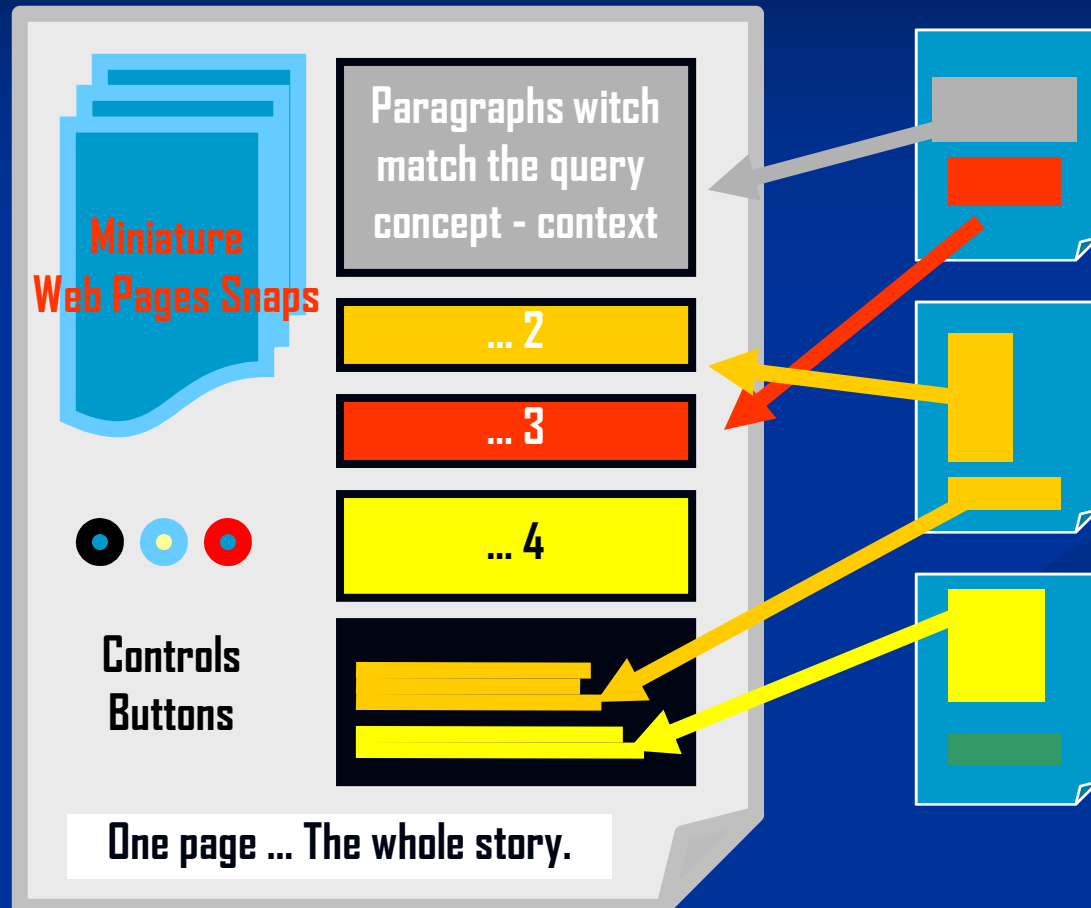 Miniature
Web Pages Snaps
Paragraphs witch
match the query
concept - context
... 2
... 3
... 4
Controls
Buttons
One page ... The whole story.